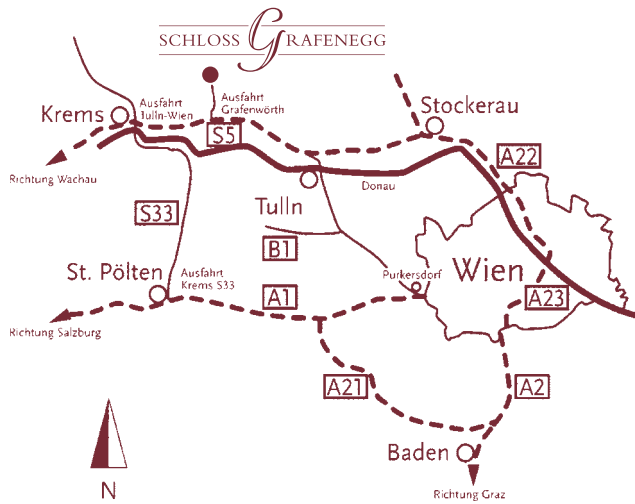 SCHLOSS GRAFENEGG
Krems
Ausfahrt
Tulln-Wien
Ausfahrt
Grafenwörth
Stockerau
S5
A22
Richtung Wachau
Tulln
Donau
S33
B1
St. Pölten
Ausfahrt
Krems S33
A1
Purkersdorf
Wien
A23
Richtung Salzburg
A21
A2
Baden
N
Richtung Graz